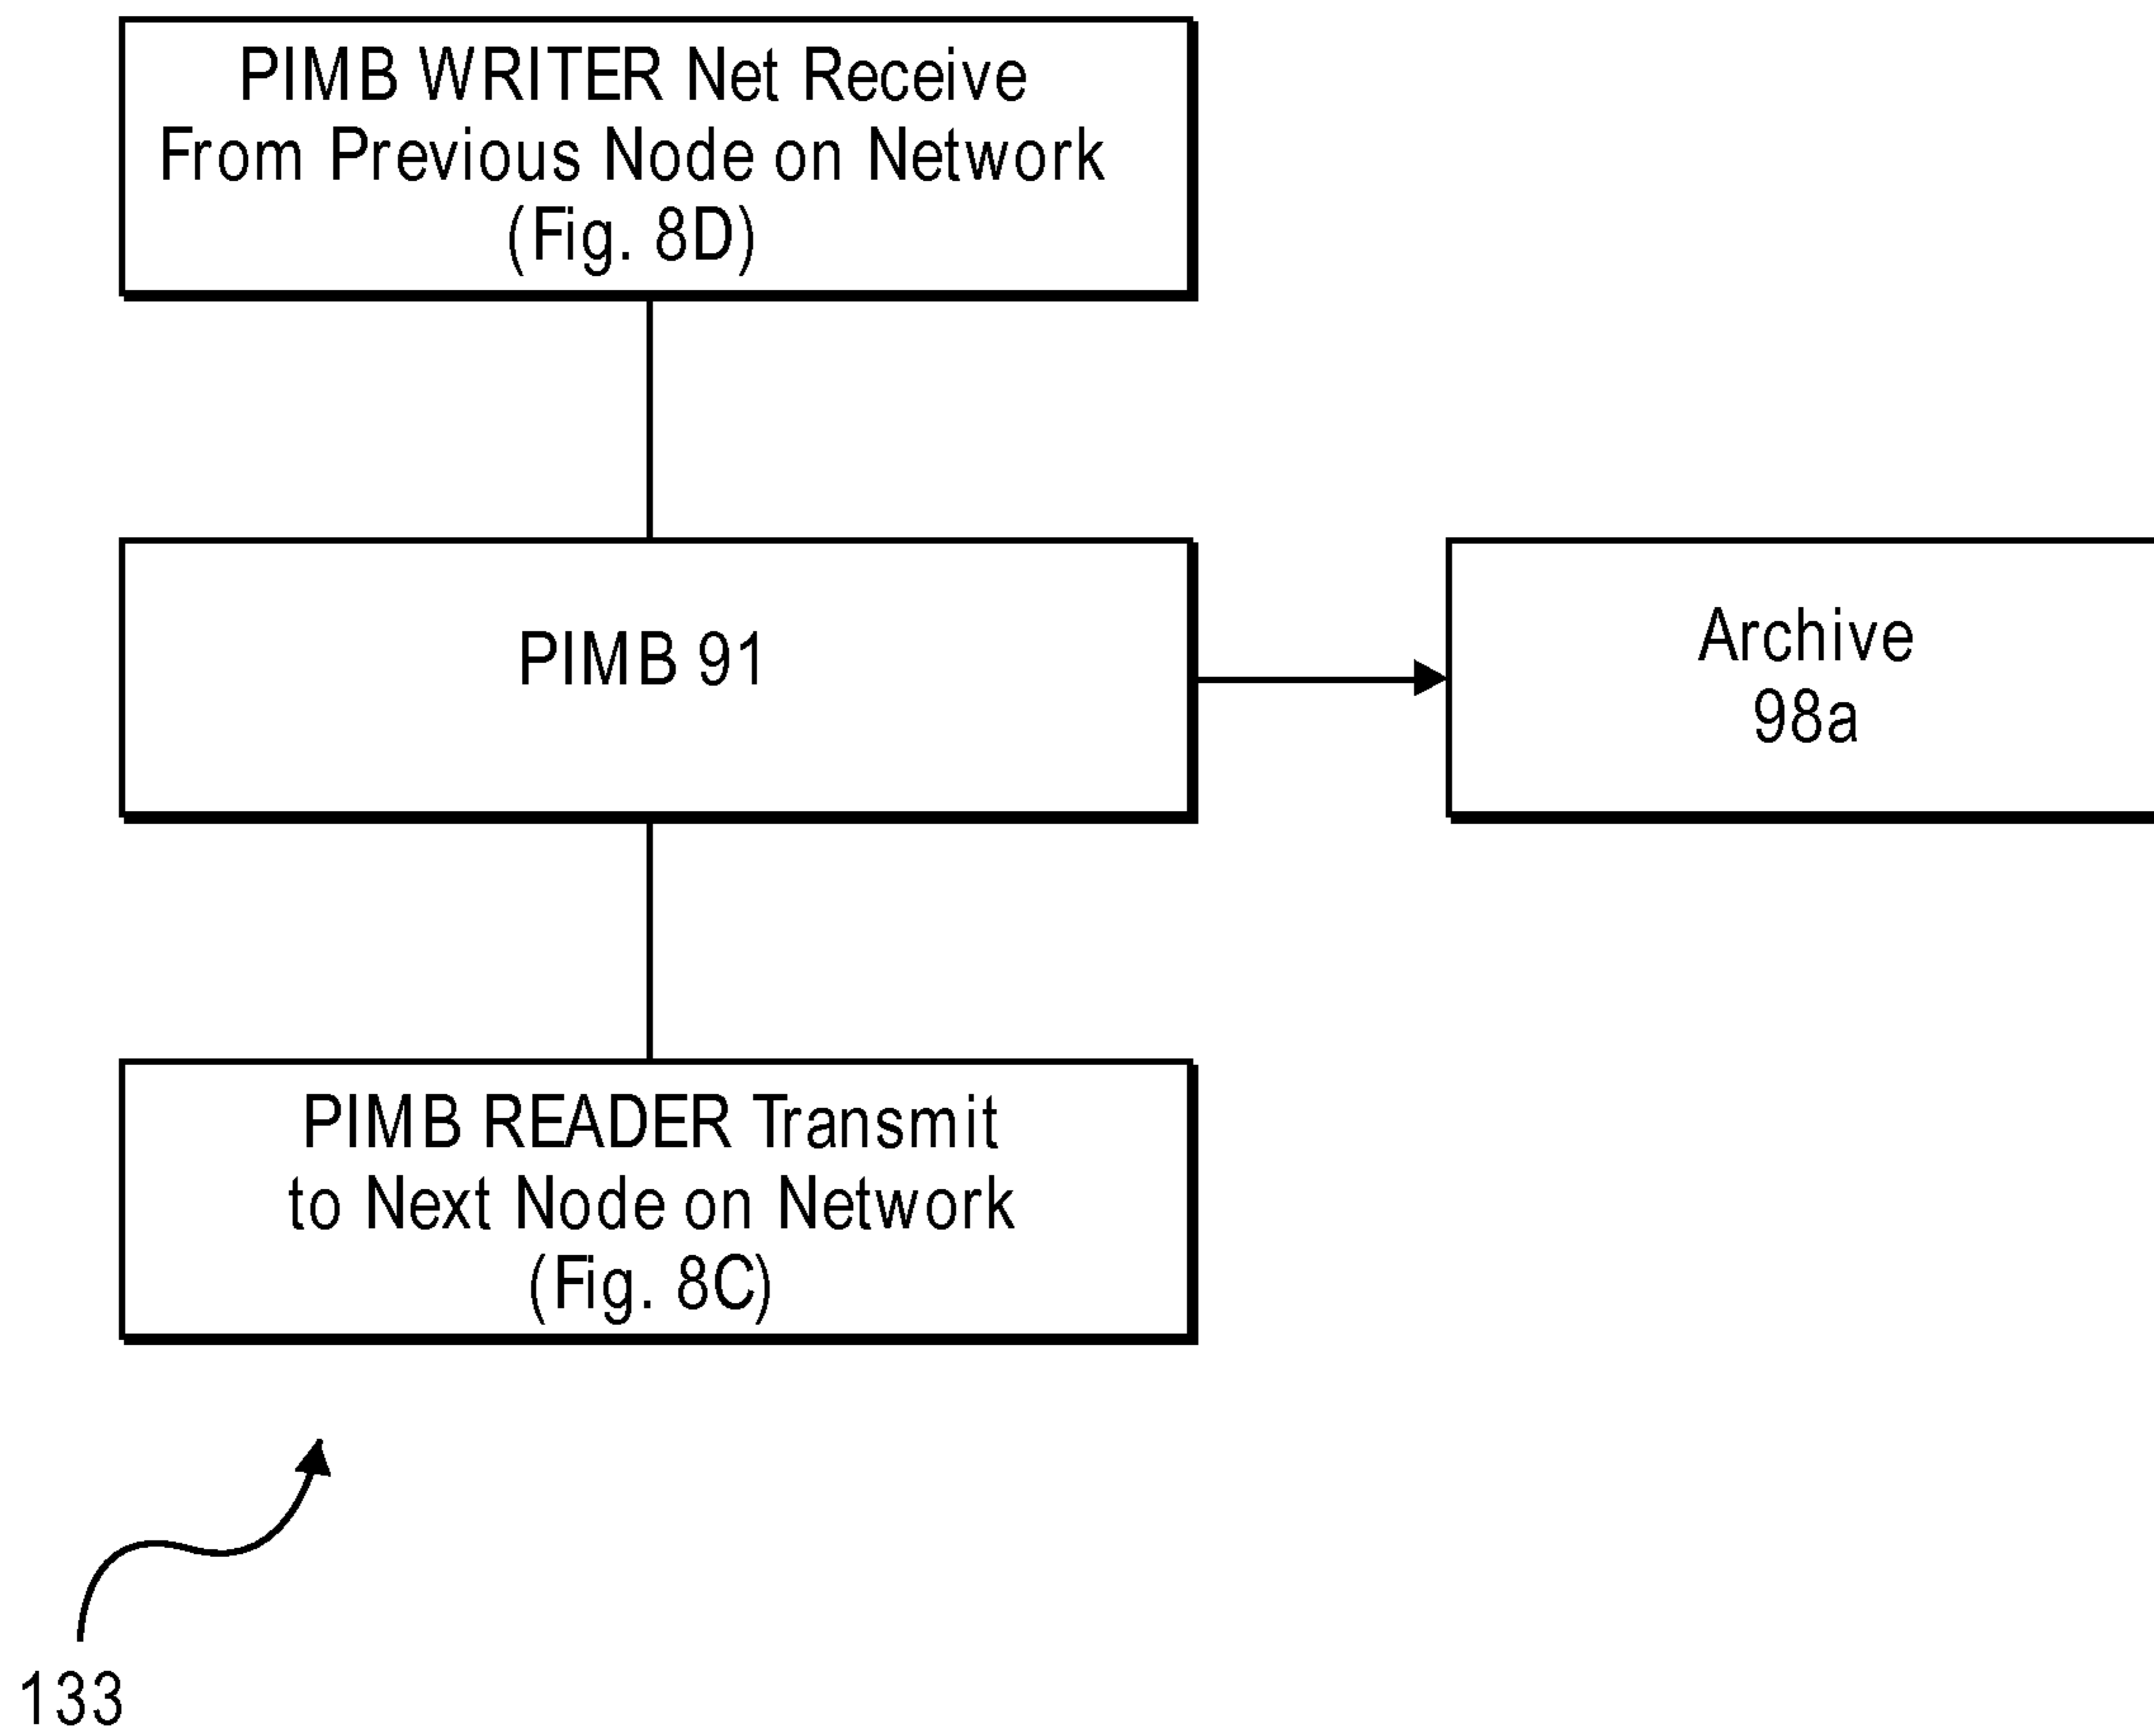 PIMB WRITER Net Receive
From Previous Node on Network
(Fig. 8D)
PIMB 91
Archive
98a
PIMB READER Transmit
to Next Node on Network
(Fig. 8C)
133